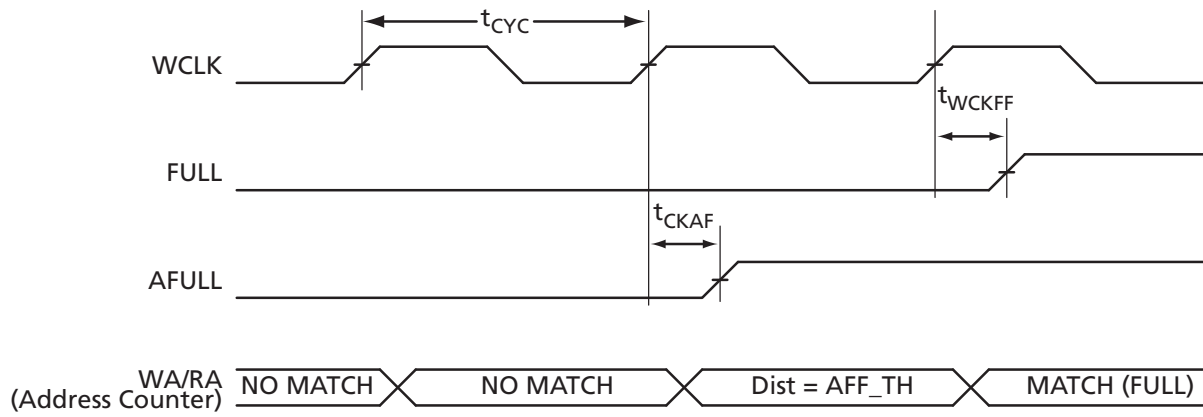 tCYC
WCLK
tWCKFF
FULL
tCKAF
AFULL
WA/RA
(Address Counter)
NO MATCH
NO MATCH
Dist = AFF_TH
MATCH (FULL)